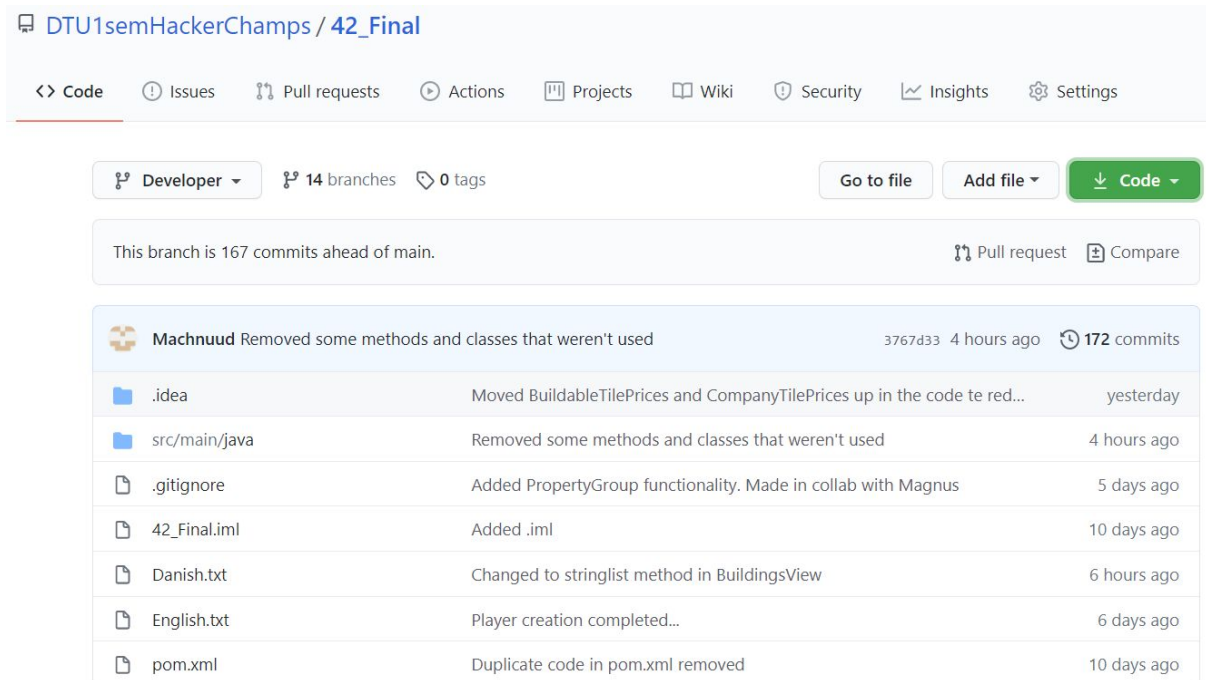 DTU1semHackerChamps / 42_Final
<> Code Issues Pull requests Actions Projects Wiki Security Insights Settings
Developer 14 branches 0 tags Go to file Add file Code
This branch is 167 commits ahead of main. Pull request Compare
Machnuud Removed some methods and classes that weren't used 3767d33 4 hours ago 172 commits
.idea Moved BuildableTilePrices and CompanyTilePrices up in the code te red... yesterday
src/main/java Removed some methods and classes that weren't used 4 hours ago
.gitignore Added PropertyGroup functionality. Made in collab with Magnus 5 days ago
42_Final.iml Added .iml 10 days ago
Danish.txt Changed to stringlist method in BuildingsView 6 hours ago
English.txt Player creation completed... 6 days ago
pom.xml Duplicate code in pom.xml removed 10 days ago